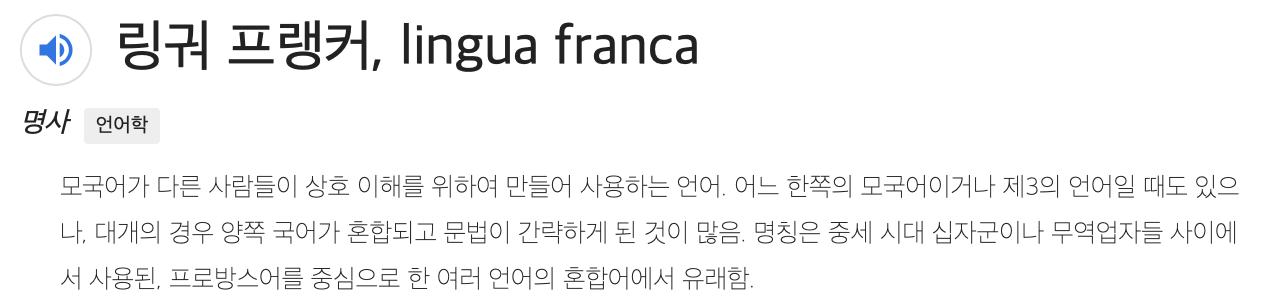 링궈 프랭커, lingua franca
명사 언어학
모국어가 다른 사람들이 상호 이해를 위하여 만들어 사용하는 언어. 어느 한쪽의 모국어이거나 제3의 언어일 때도 있으
나, 대개의 경우 양쪽 국어가 혼합되고 문법이 간략하게 된 것이 많음. 명칭은 중세 시대 십자군이나 무역업자들 사이에
서 사용된, 프로방스어를 중심으로 한 여러 언어의 혼합어에서 유래함.